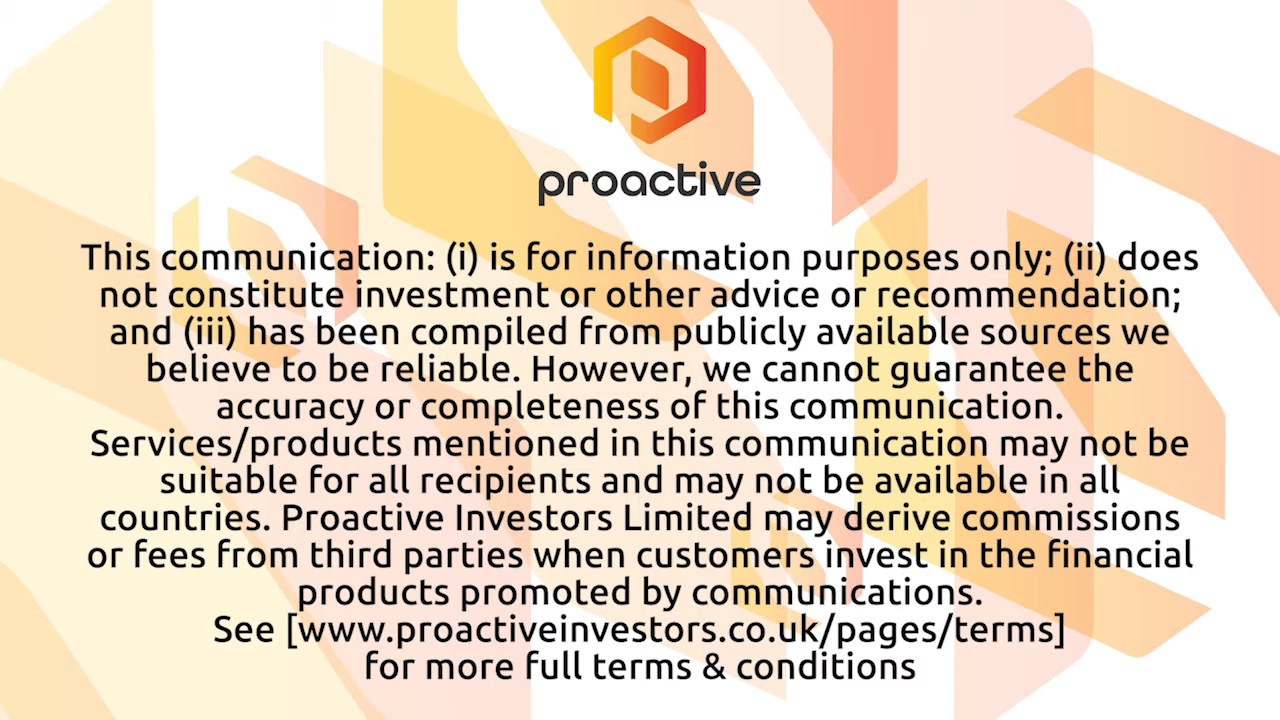 proactive
This communication: (i) is for information purposes only; (ii) does
not constitute investment or other advice or recommendation;
and (iii) has been compiled from publicly available sources we
believe to be reliable. However, we cannot guarantee the
accuracy or completeness of this communication.
Services/products mentioned in this communication may not be
suitable for all recipients and may not be available in all
countries. Proactive Investors Limited may derive commissions
or fees from third parties when customers invest in the financial
products promoted by communications.
See [www.proactiveinvestors.co.uk/pages/terms]
for more full terms & conditions